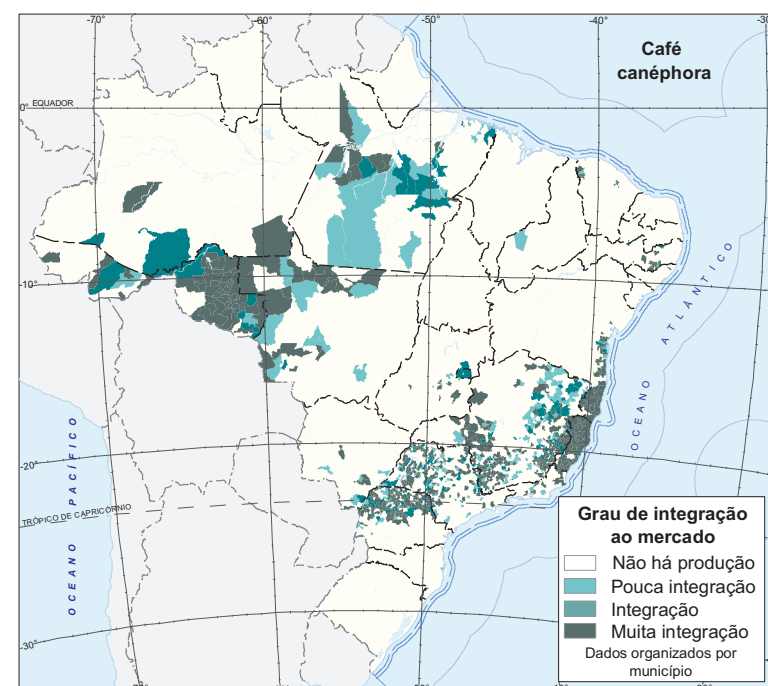 -70°
-60°
-50°
-40°
-30
Café
canéphora
0°
EQUADOR
-10°
OCEANO ATLÂNTICO
OCEANO PACÍFICO
-20°
TRÓPICO DE CAPRICÓRNIO
-30°
Grau de integração
ao mercado
Não há produção
Pouca integração
Integração
Muita integração
Dados organizados por
município